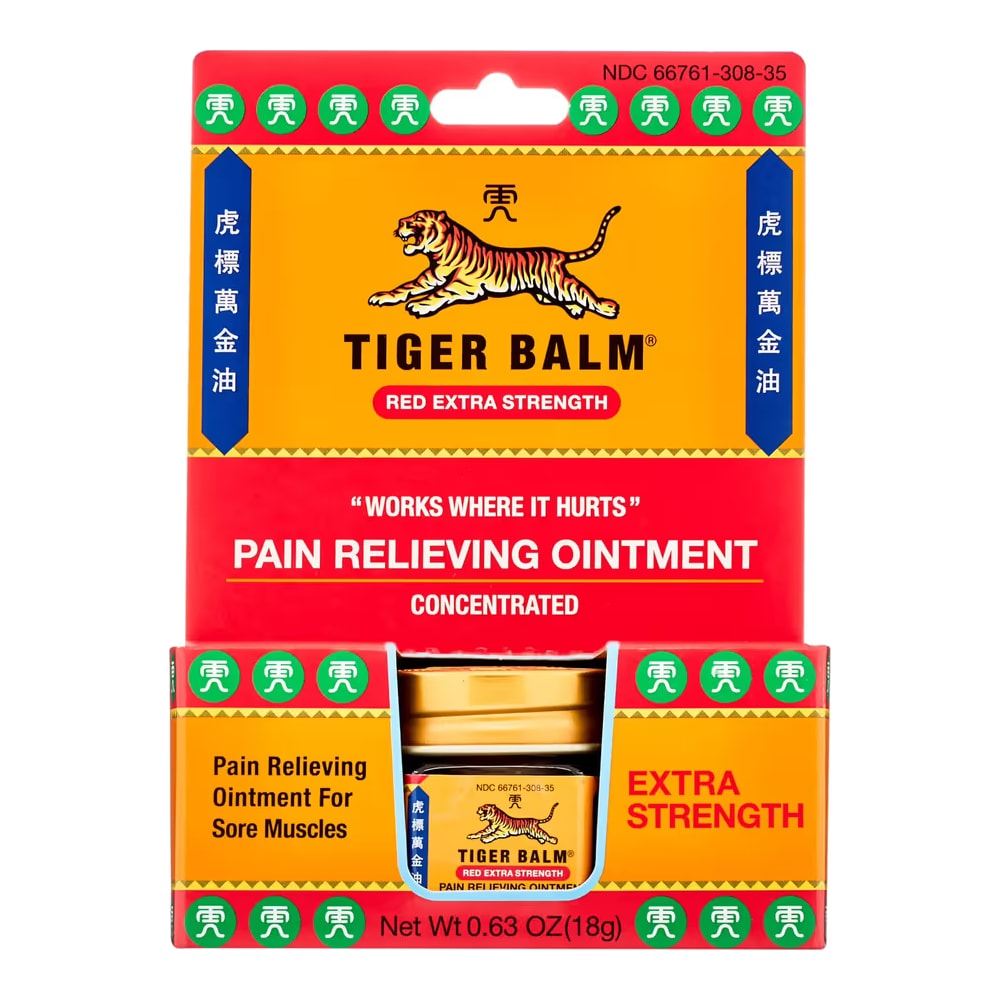 NDC 66761-308-35
虎標萬金油
虎標萬金油
TIGER BALM®
RED EXTRA STRENGTH
“WORKS WHERE IT HURTS”
PAIN RELIEVING OINTMENT
CONCENTRATED
Pain Relieving
Ointment For
Sore Muscles
NDC 66761-308-35
虎標萬金
TIGER BALM®
RED EXTRA STRENGTH
PAIN RELIEVING
EXTRA
STRENGTH
Net Wt 0.63 OZ(18g)